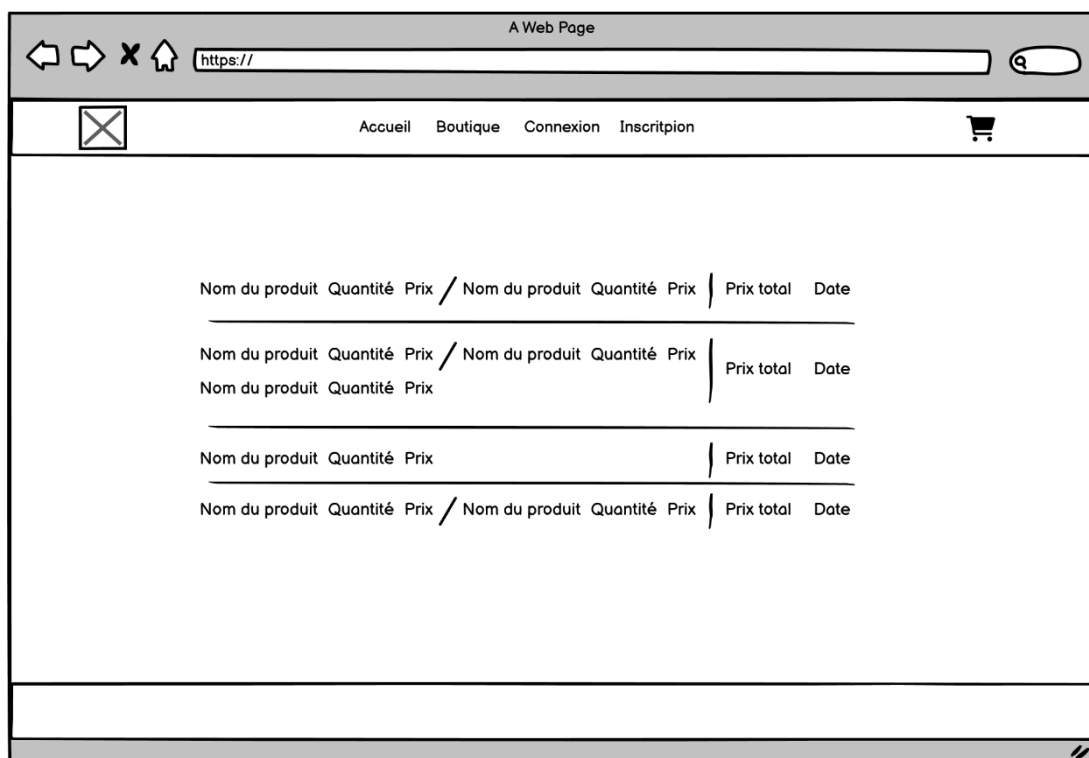 A Web Page
https://
Accueil Boutique Connexion Inscritpion
Nom du produit Quantité Prix / Nom du produit Quantité Prix | Prix total Date
Nom du produit Quantité Prix / Nom du produit Quantité Prix
Prix total Date
Nom du produit Quantité Prix
Nom du produit Quantité Prix | Prix total Date
Nom du produit Quantité Prix / Nom du produit Quantité Prix | Prix total Date